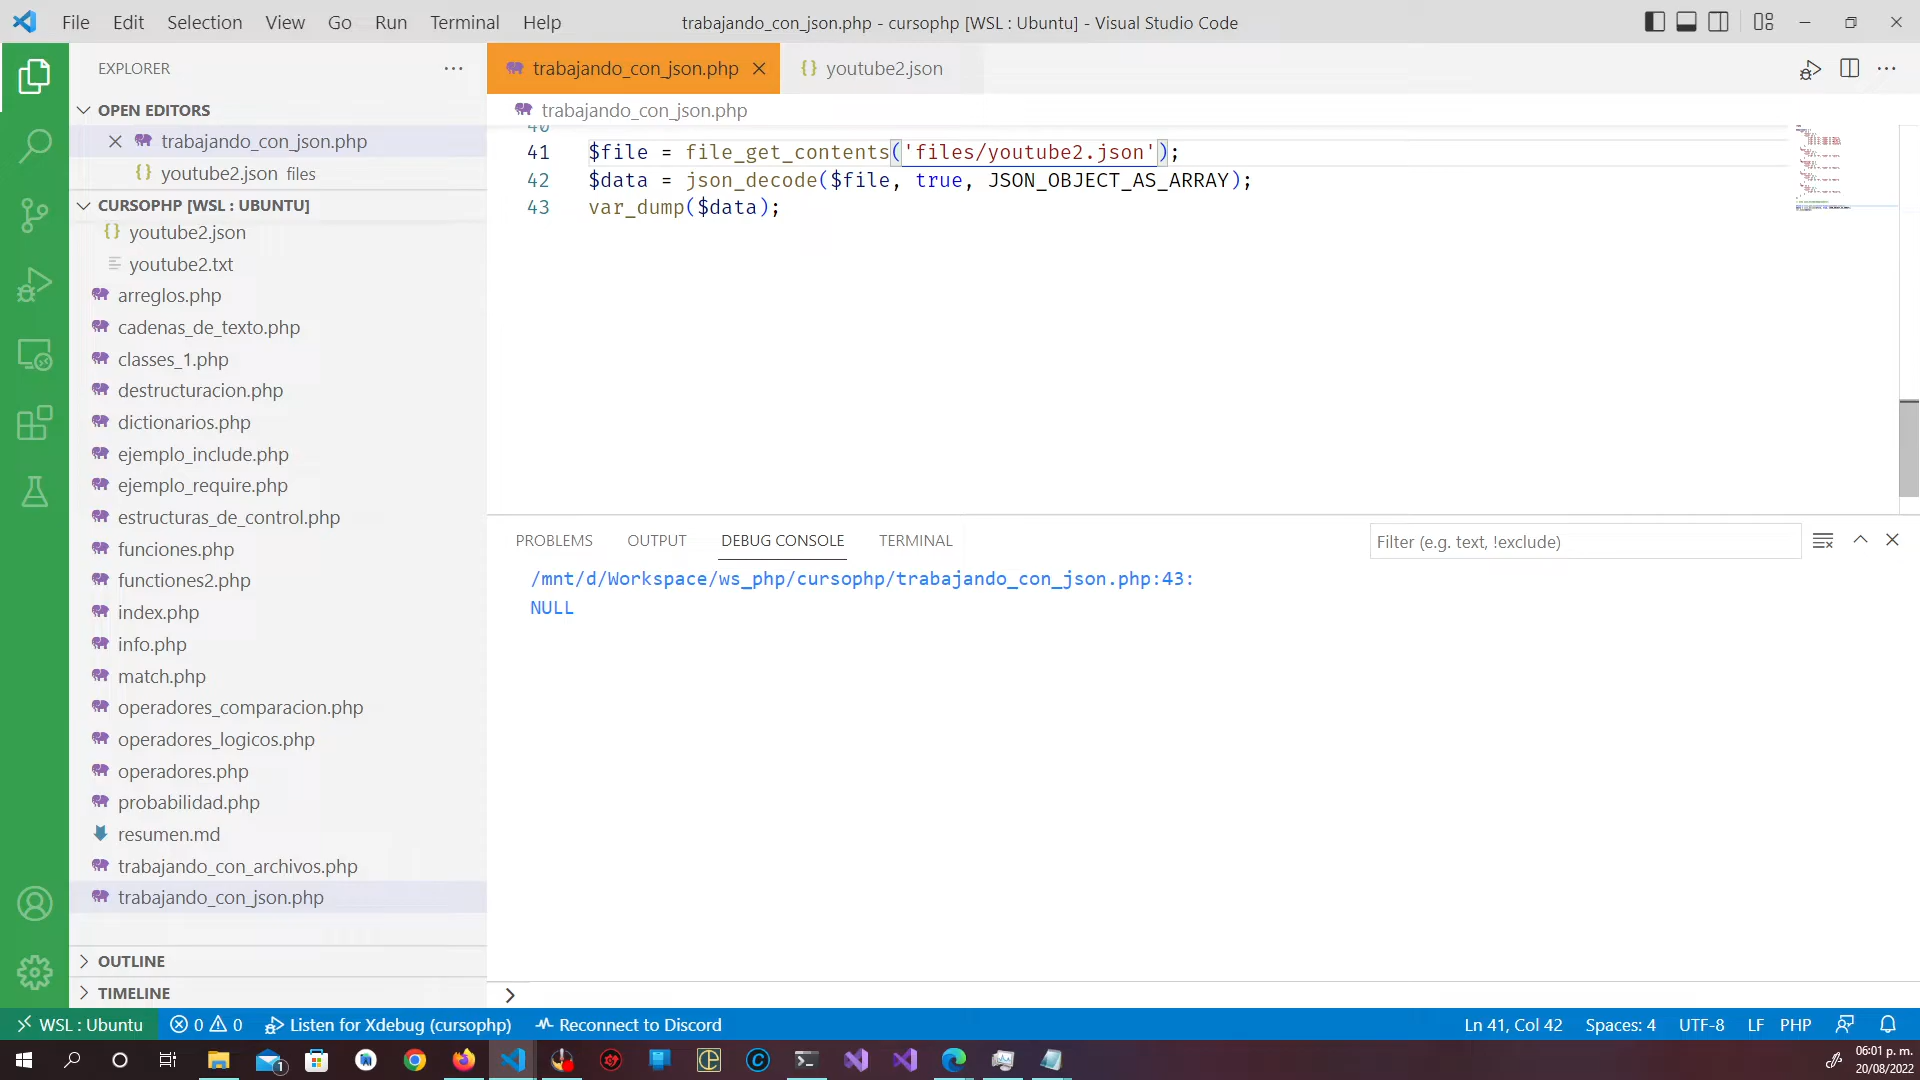 File Edit Selection View Go Run Terminal Help
trabajando_con_json.php - cursophp [WSL : Ubuntu] - Visual Studio Code
EXPLORER
OPEN EDITORS
trabajando_con_json.php
youtube2.json files
CURSOPHP [WSL : UBUNTU]
youtube2.json
youtube2.txt
arreglos.php
cadenas_de_texto.php
classes_1.php
destructuracion.php
dictionarios.php
ejemplo_include.php
ejemplo_require.php
estructuras_de_control.php
funciones.php
functiones2.php
index.php
info.php
match.php
operadores_comparacion.php
operadores_logicos.php
operadores.php
probabilidad.php
resumen.md
trabajando_con_archivos.php
trabajando_con_json.php
OUTLINE
TIMELINE
trabajando_con_json.php
youtube2.json
trabajando_con_json.php
40
41 $file = file_get_contents('files/youtube2.json');
42 $data = json_decode($file, true, JSON_OBJECT_AS_ARRAY);
43 var_dump($data);
PROBLEMS OUTPUT DEBUG CONSOLE TERMINAL
Filter (e.g. text, !exclude)
/mnt/d/Workspace/ws_php/cursophp/trabajando_con_json.php:43:
NULL
WSL : Ubuntu 0 0 Listen for Xdebug (cursophp) Reconnect to Discord
Ln 41, Col 42 Spaces: 4 UTF-8 LF PHP
1
06:01 p. m.
20/08/2022